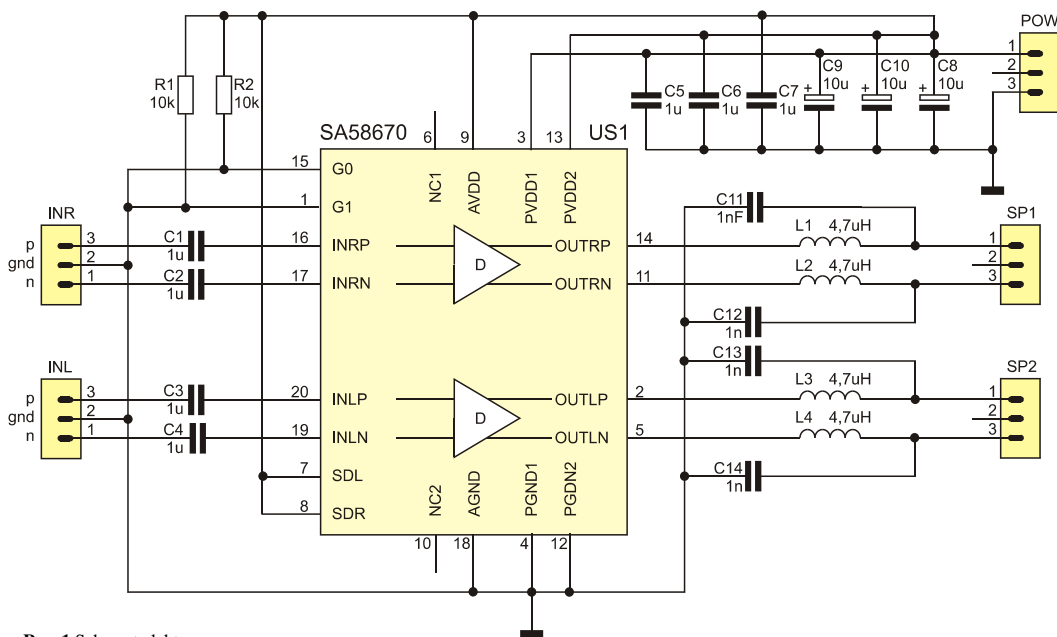 POW
R1
10k
R2
10k
1
2
3
C9
10u
C10
10u
C8
10u
C5
1u
C6
1u
C7
1u
SA58670
US1
6
9
3
13
NC1
AVDD
PVDD1
PVDD2
15
G0
1
G1
INR
p
gnd
n
3
2
1
C1
1u
C2
1u
16
INRP
17
INRN
D
OUTRP
14
OUTRN
11
C11
1nF
L1 4,7uH
L2 4,7uH
SP1
1
2
3
C12
1n
C13
1n
INL
p
gnd
n
3
2
1
C3
1u
C4
1u
20
INLP
19
INLN
D
OUTLP
2
OUTLN
5
L3 4,7uH
L4 4,7uH
SP2
1
2
3
C14
1n
7
SDL
8
SDR
NC2
AGND
PGND1
PGDN2
10
18
4
12